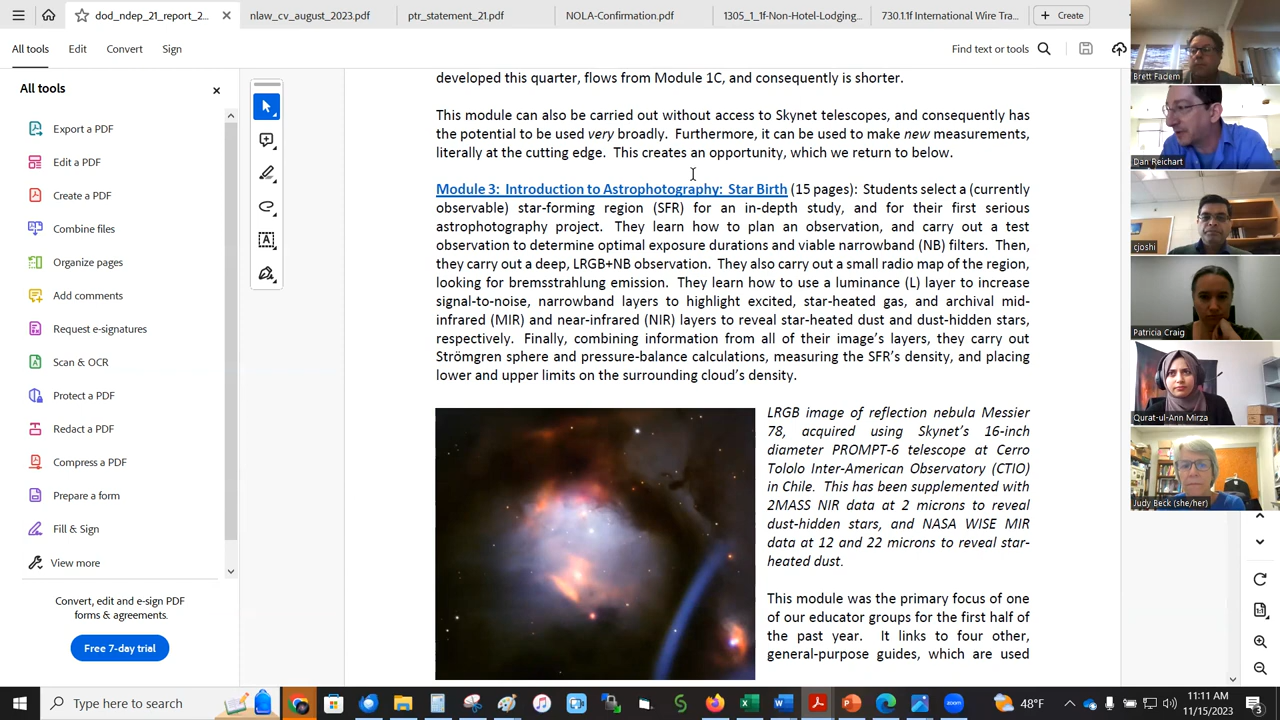 dod_ndep_21_report_2...
nlaw_cv_august_2023.pdf
ptr_statement_21.pdf
NOLA-Confirmation.pdf
1305_1_1f-Non-Hotel-Lodging...
730.1.1f International Wire Tra...
+ Create
All tools
Edit
Convert
Sign
Find text or tools
All tools
Export a PDF
Edit a PDF
Create a PDF
Combine files
Organize pages
Add comments
Request e-signatures
Scan & OCR
Protect a PDF
Redact a PDF
Compress a PDF
Prepare a form
Fill & Sign
View more
Convert, edit and e-sign PDF
forms & agreements.
Free 7-day trial
developed this quarter, flows from Module 1C, and consequently is shorter.
This module can also be carried out without access to Skynet telescopes, and consequently has
the potential to be used very broadly. Furthermore, it can be used to make new measurements,
literally at the cutting edge. This creates an opportunity, which we return to below.
Module 3: Introduction to Astrophotography: Star Birth (15 pages): Students select a (currently
observable) star-forming region (SFR) for an in-depth study, and for their first serious
astrophotography project. They learn how to plan an observation, and carry out a test
observation to determine optimal exposure durations and viable narrowband (NB) filters. Then,
they carry out a deep, LRGB+NB observation. They also carry out a small radio map of the region,
looking for bremsstrahlung emission. They learn how to use a luminance (L) layer to increase
signal-to-noise, narrowband layers to highlight excited, star-heated gas, and archival mid-
infrared (MIR) and near-infrared (NIR) layers to reveal star-heated dust and dust-hidden stars,
respectively. Finally, combining information from all of their image's layers, they carry out
Strömgren sphere and pressure-balance calculations, measuring the SFR's density, and placing
lower and upper limits on the surrounding cloud's density.
LRGB image of reflection nebula Messier
78, acquired using Skynet's 16-inch
diameter PROMPT-6 telescope at Cerro
Tololo Inter-American Observatory (CTIO)
in Chile. This has been supplemented with
2MASS NIR data at 2 microns to reveal
dust-hidden stars, and NASA WISE MIR
data at 12 and 22 microns to reveal star-
heated dust.
This module was the primary focus of one
of our educator groups for the first half of
the past year. It links to four other,
general-purpose guides, which are used
Brett Fadem
Dan Reichart
cjoshi
Patricia Craig
Qurat-ul-Ann Mirza
Judy Beck (she/her)
Type here to search
48°F
11:11 AM
11/15/2023
3